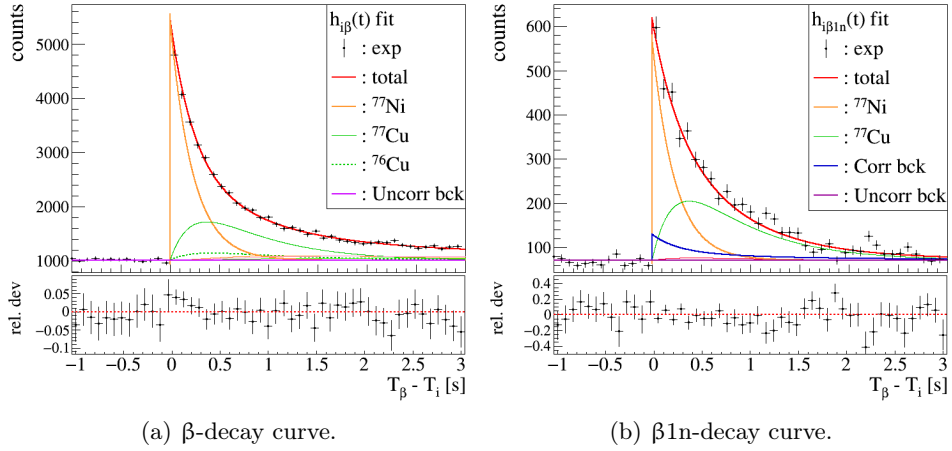 h_iβ(t) fit
: exp
: total
: ⁷⁷Ni
: ⁷⁷Cu
: ⁷⁶Cu
: Uncorr bck
counts
5000
4000
3000
2000
1000
rel. dev
0.05
0
−0.05
−0.1
−1 −0.5 0 0.5 1 1.5 2 2.5 3
T_β - T_i [s]
(a) β-decay curve.
h_iβ1n(t) fit
: exp
: total
: ⁷⁷Ni
: ⁷⁷Cu
: Corr bck
: Uncorr bck
counts
600
500
400
300
200
100
rel. dev
0.4
0.2
0
−0.2
−0.4
−1 −0.5 0 0.5 1 1.5 2 2.5 3
T_β - T_i [s]
(b) β1n-decay curve.